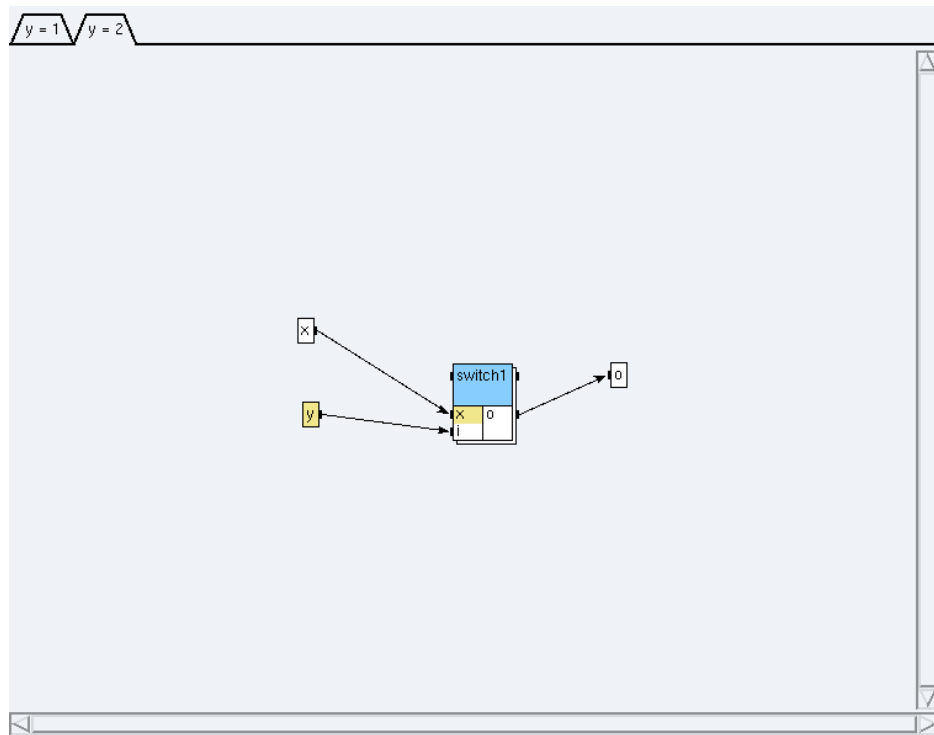 y = 1 y = 2
x
switch1
o
y
x o
i